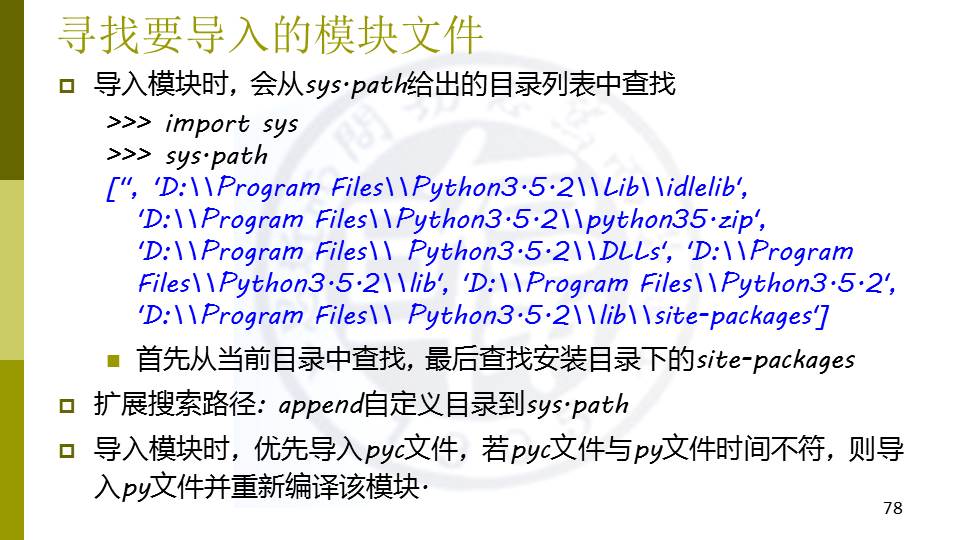 寻找要导入的模块文件
导入模块时,会从sys.path给出的目录列表中查找
>>> import sys
>>> sys.path
['', 'D:\\Program Files\\Python3.5.2\\Lib\\idlelib',
'D:\\Program Files\\Python3.5.2\\python35.zip',
'D:\\Program Files\\ Python3.5.2\\DLLs', 'D:\\Program
Files\\Python3.5.2\\lib', 'D:\\Program Files\\Python3.5.2',
'D:\\Program Files\\ Python3.5.2\\lib\\site-packages']
首先从当前目录中查找,最后查找安装目录下的site-packages
扩展搜索路径: append自定义目录到sys.path
导入模块时,优先导入pyc文件,若pyc文件与py文件时间不符,则导
入py文件并重新编译该模块.
78